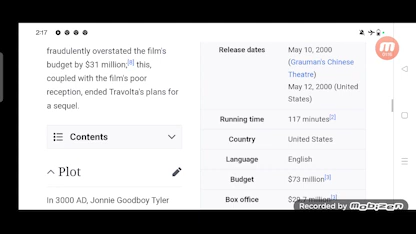 2:17
fraudulently overstated the film's
budget by $31 million;[8] this,
coupled with the film's poor
reception, ended Travolta's plans for
a sequel.
Contents
Plot
In 3000 AD, Jonnie Goodboy Tyler
Release dates May 10, 2000
(Grauman's Chinese
Theatre)
May 12, 2000 (United
States)
Running time 117 minutes[2]
Country United States
Language English
Budget $73 million[3]
Box office
Recorded by MOBIZEN